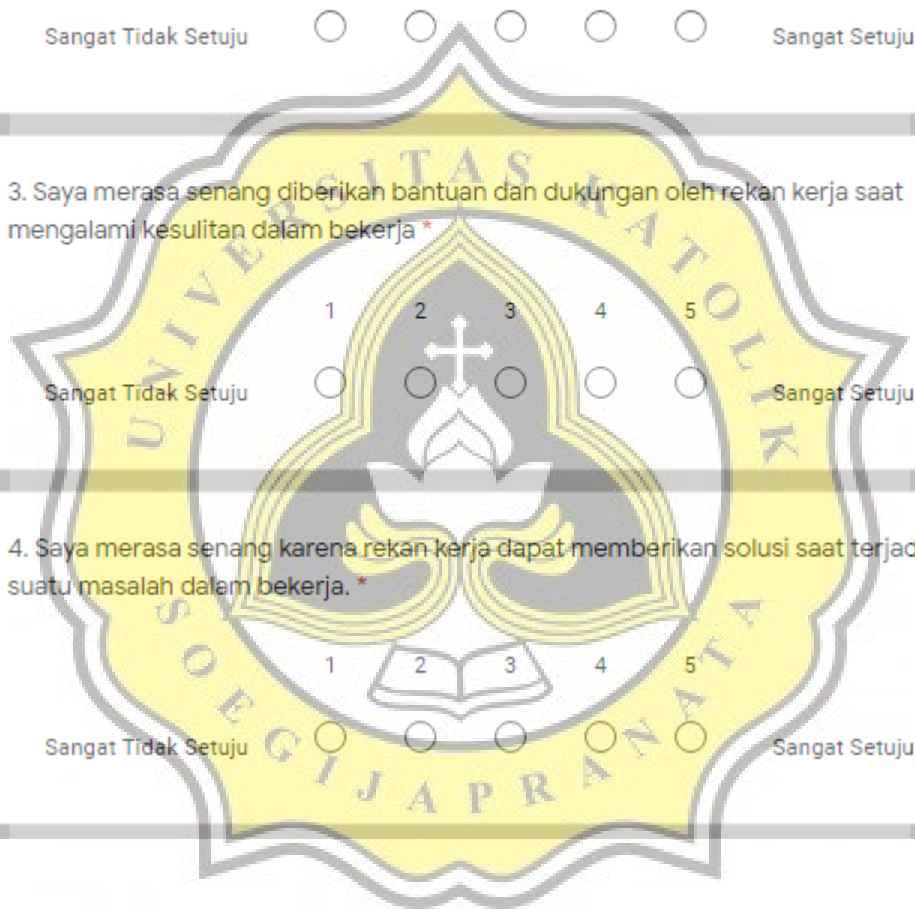 Sangat Tidak Setuju Sangat Setuju
3. Saya merasa senang diberikan bantuan dan dukungan oleh rekan kerja saat
mengalami kesulitan dalam bekerja *
1 2 3 4 5
Sangat Tidak Setuju Sangat Setuju
4. Saya merasa senang karena rekan kerja dapat memberikan solusi saat terjad
suatu masalah dalam bekerja. *
1 2 3 4 5
Sangat Tidak Setuju Sangat Setuju
UNIVERSITAS KATOLIK
SOEGIJAPRANATA